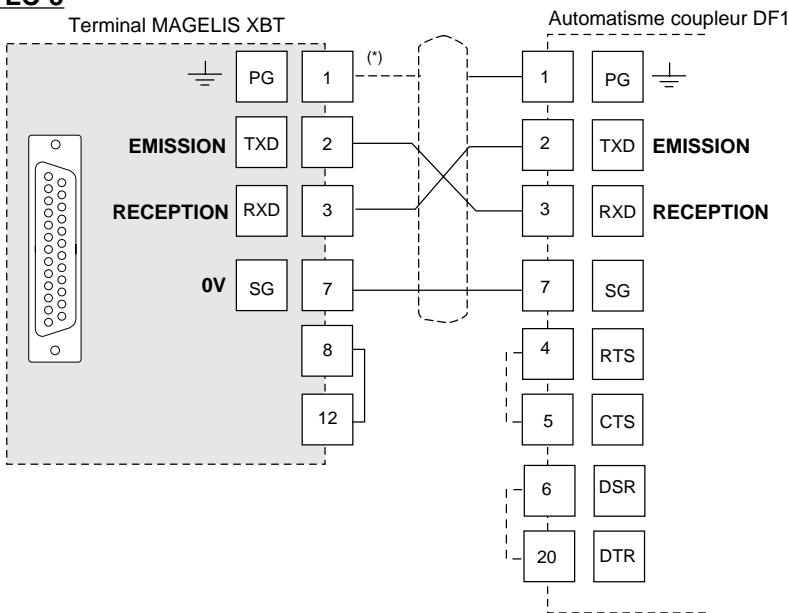 Terminal MAGELIS XBT
Automatisme coupleur DF1
PG 1 (*) 1 PG
EMISSION TXD 2 2 TXD EMISSION
RECEPTION RXD 3 3 RXD RECEPTION
0V SG 7 7 SG
8 4 RTS
12 5 CTS
6 DSR
20 DTR